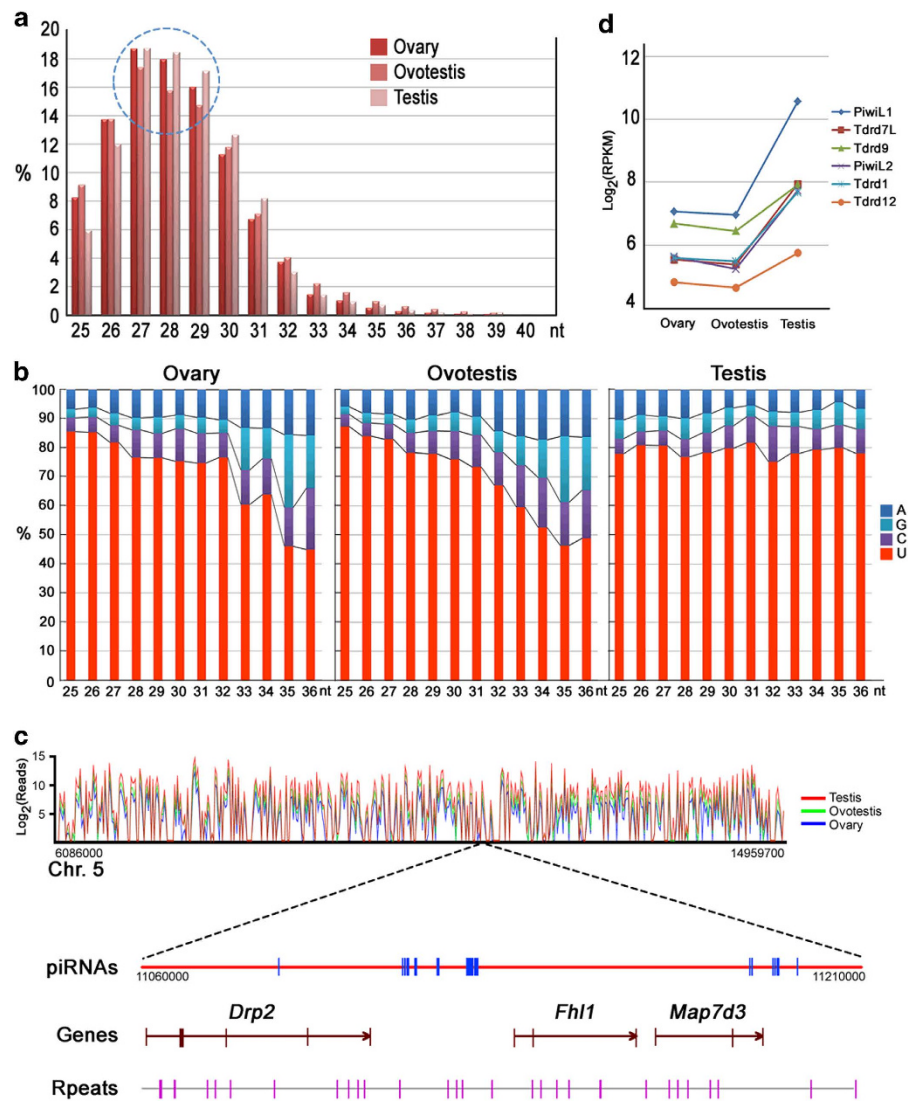 a
20
18
16
14
12
10
8
6
4
2
0
%
Ovary
Ovotestis
Testis
25 26 27 28 29 30 31 32 33 34 35 36 37 38 39 40 nt
d
12
10
8
6
4
Log2(RPKM)
Ovary Ovotestis Testis
PiwiL1
Tdrd7L
Tdrd9
PiwiL2
Tdrd1
Tdrd12
b
Ovary Ovotestis Testis
100
90
80
70
60
50
40
30
20
10
0
%
25 26 27 28 29 30 31 32 33 34 35 36 nt
25 26 27 28 29 30 31 32 33 34 35 36 nt
25 26 27 28 29 30 31 32 33 34 35 36 nt
A
G
C
U
c
15
10
5
Log2(Reads)
Testis
Ovotestis
Ovary
6086000 14959700
Chr. 5
piRNAs
11060000 11210000
Drp2 Fhl1 Map7d3
Genes
Rpeats